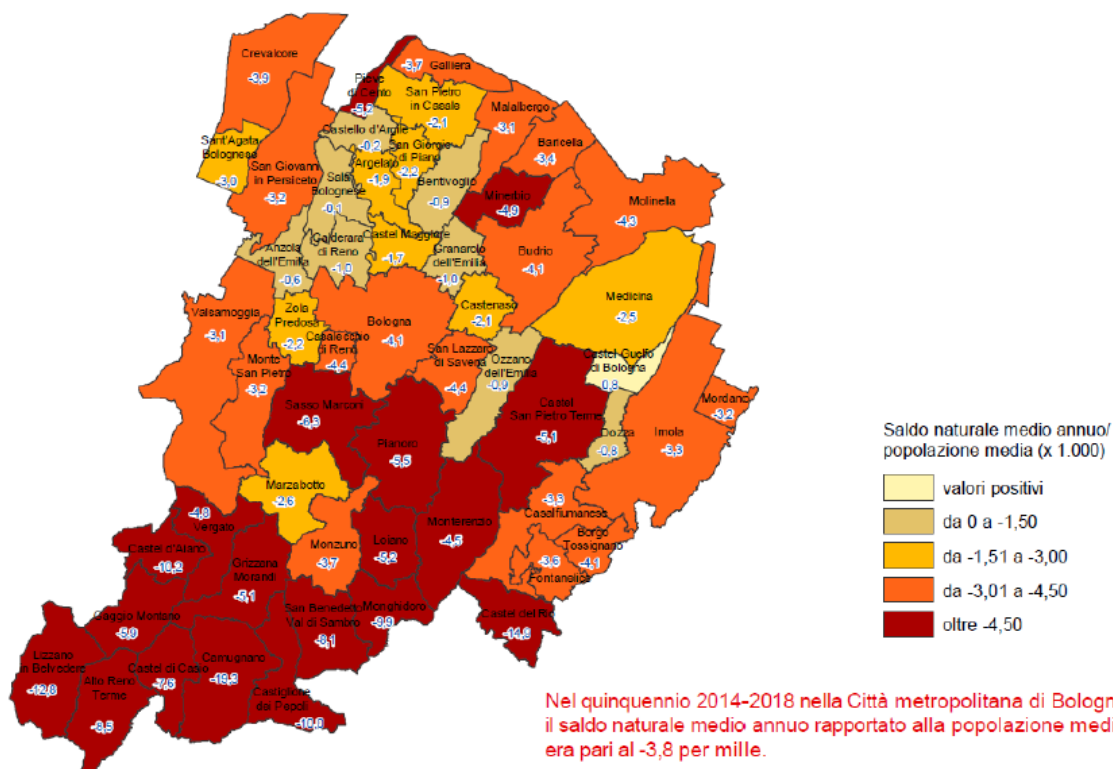 Crevalcore
-3,9
Galliera
-3,7
Pieve
di Cento
-5,2
San Pietro
in Casale
-2,1
Malalbergo
-3,1
Castello d'Argile
-0,2
San Giorgio
di Piano
-2,2
Baricella
-3,4
Sant'Agata
Bolognese
-3,0
San Giovanni
in Persiceto
-3,2
Argelato
-1,9
Sala
Bolognese
-0,1
Bentivoglio
-0,9
Minerbio
-4,9
Molinella
-4,3
Anzola
dell'Emilia
-0,6
Calderara
di Reno
-1,0
Castel Maggiore
-1,7
Granarolo
dell'Emilia
-1,0
Budrio
-4,1
Valsamoggia
-3,1
Zola
Predosa
-2,2
Bologna
-4,1
Castenaso
-2,1
Medicina
-2,5
Casalecchio
di Reno
-4,4
Monte
San Pietro
-3,2
San Lazzaro
di Savena
-4,4
Ozzano
dell'Emilia
-0,9
Castel Guelfo
di Bologna
0,8
Mordano
-3,2
Sasso Marconi
-6,3
Castel
San Pietro Terme
-5,1
Pianoro
-5,5
Dozza
-0,8
Imola
-3,3
Marzabotto
-2,6
-3,3
Casalfiumanese
-4,8
Vergato
Monterenzio
-4,5
Borgo
Tossignano
-4,1
Castel d'Aiano
-10,2
Monzuno
-3,7
Loiano
-5,2
-3,6
Fontanelice
Grizzana
Morandi
-5,1
San Benedetto
Val di Sambro
-8,1
Monghidoro
-9,9
Castel del Rio
-14,8
Gaggio Montano
-5,9
Lizzano
in Belvedere
-12,8
Alto Reno
Terme
-8,5
Castel di Casio
-7,6
Camugnano
-19,3
Castiglione
dei Pepoli
-10,0
Saldo naturale medio annuo/
popolazione media (x 1.000)
valori positivi
da 0 a -1,50
da -1,51 a -3,00
da -3,01 a -4,50
oltre -4,50
Nel quinquennio 2014-2018 nella Città metropolitana di Bologn
il saldo naturale medio annuo rapportato alla popolazione medi
era pari al -3,8 per mille.